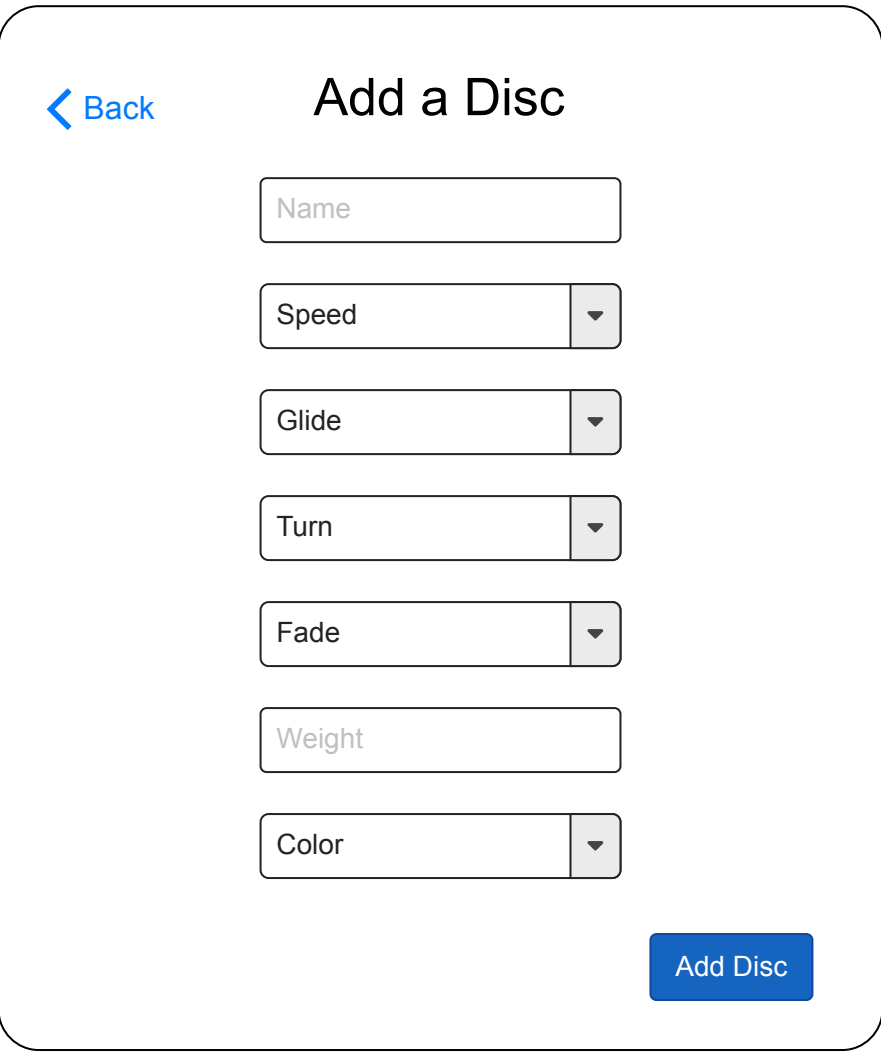 Back
Add a Disc
Name
Speed
Glide
Turn
Fade
Weight
Color
Add Disc